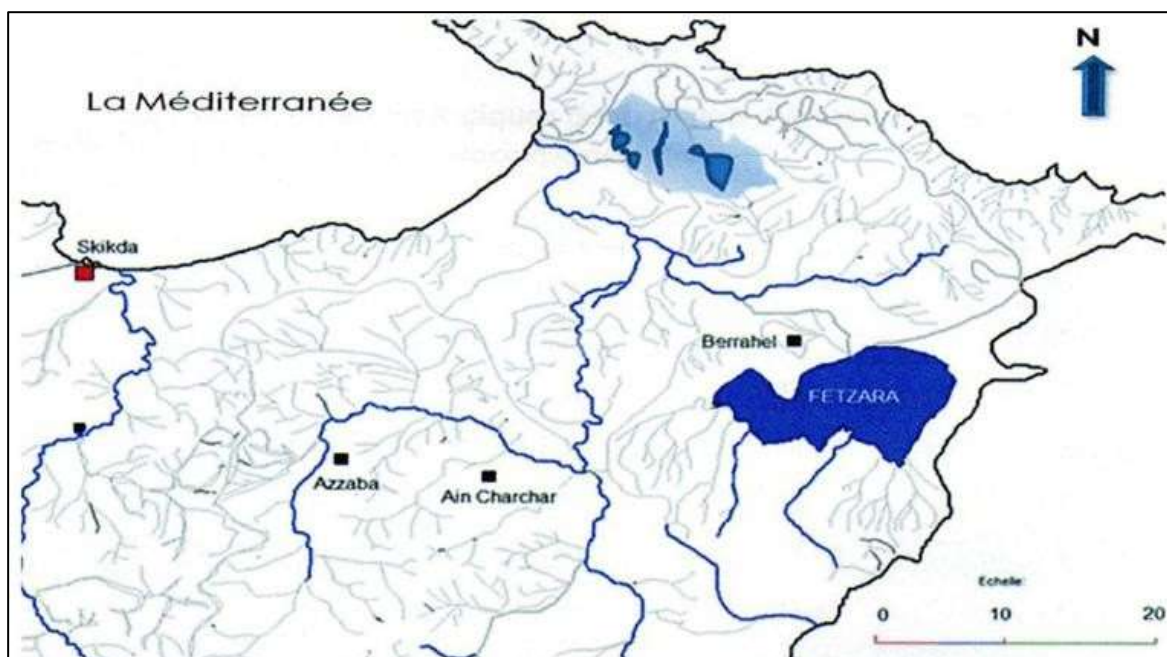 N
La Méditerranée
Skikda
Berrahel
FETZARA
Azzaba
Ain Charchar
Echelle:
0 10 20